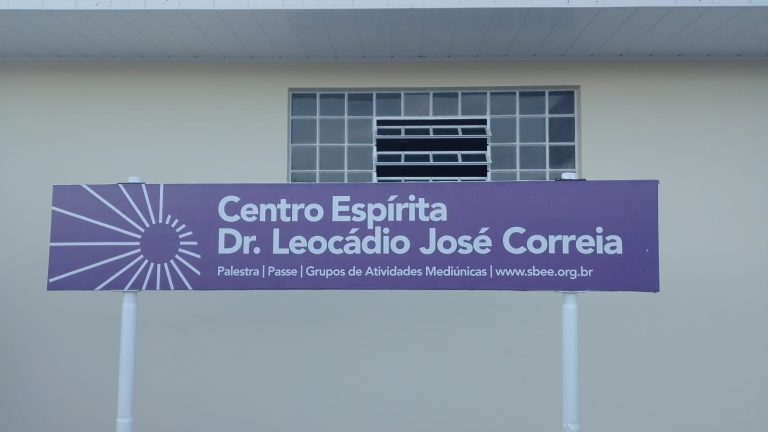 Centro Espírita
Dr. Leocádio José Correia
Palestra | Passe | Grupos de Atividades Mediúnicas | www.sbee.org.br